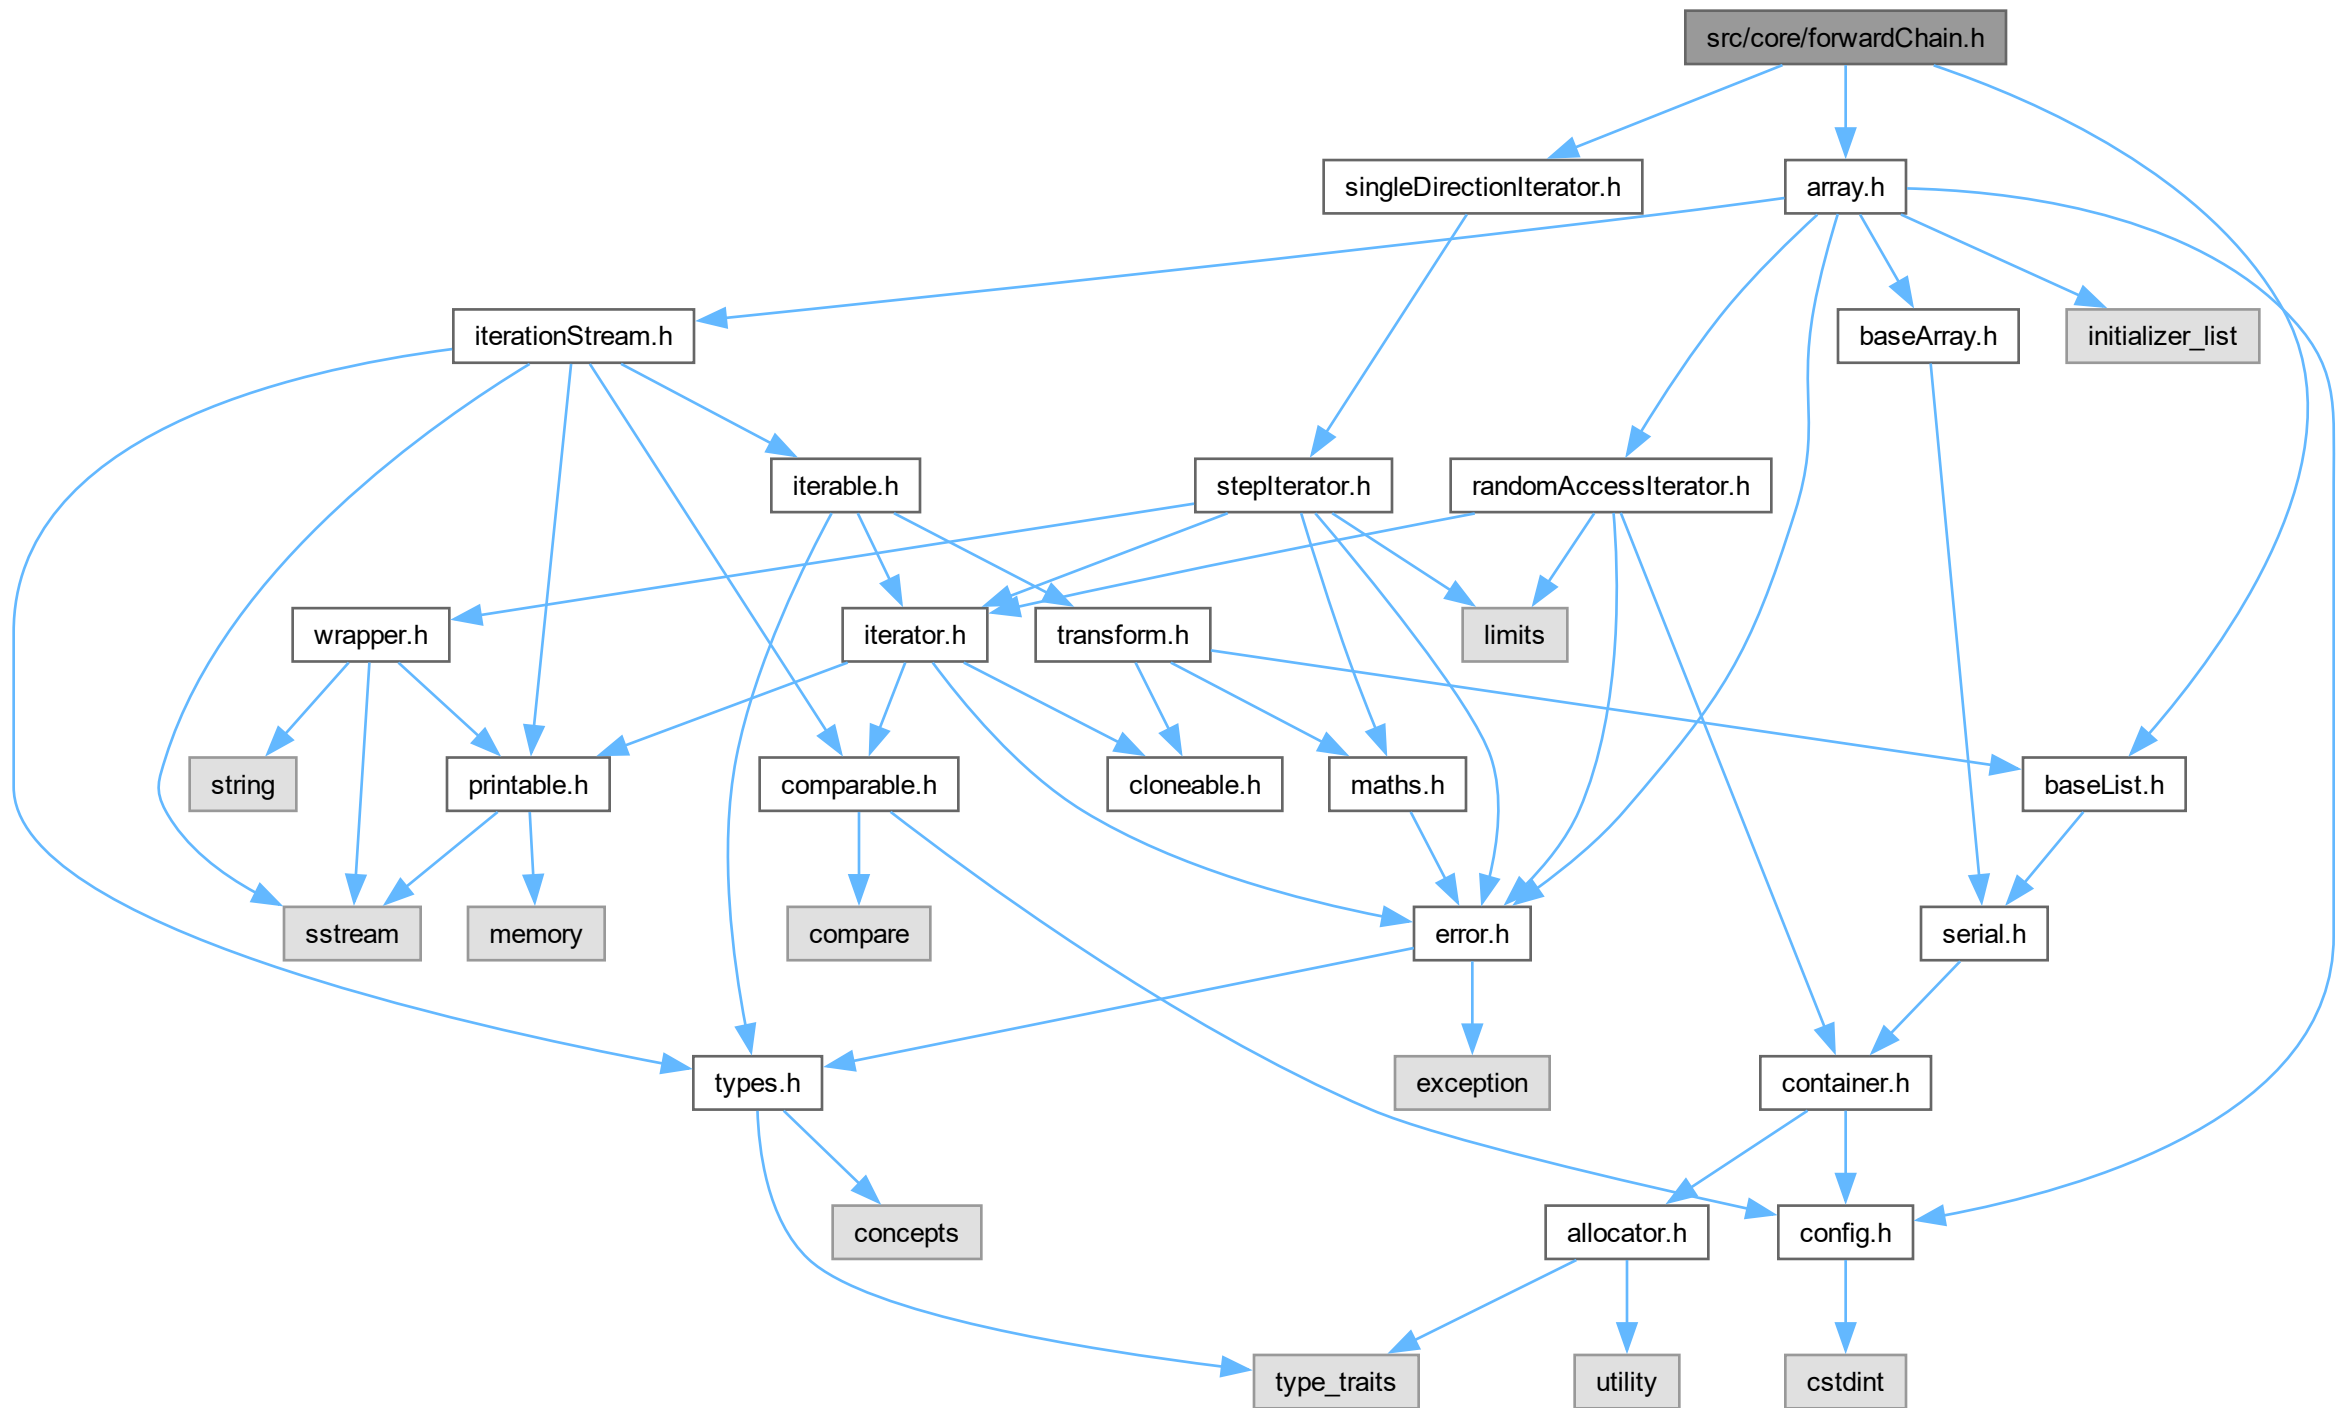 src/core/forwardChain.h
singleDirectionIterator.h
array.h
iterationStream.h
baseArray.h
initializer_list
iterable.h
stepIterator.h
randomAccessIterator.h
wrapper.h
iterator.h
transform.h
limits
string
printable.h
comparable.h
cloneable.h
maths.h
baseList.h
sstream
memory
compare
error.h
serial.h
types.h
exception
container.h
concepts
allocator.h
config.h
type_traits
utility
cstdint